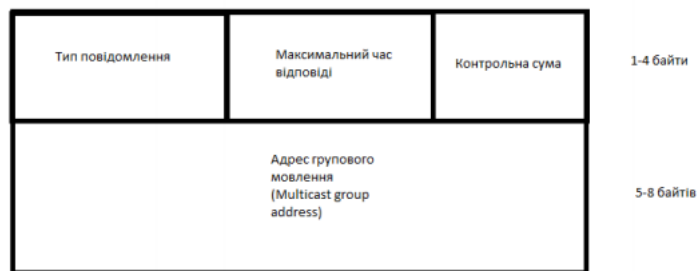 Тип повідомлення
Максимальний час
відповіді
Контрольна сума
1-4 байти
Адрес групового
мовлення
(Multicast group
address)
5-8 байтів